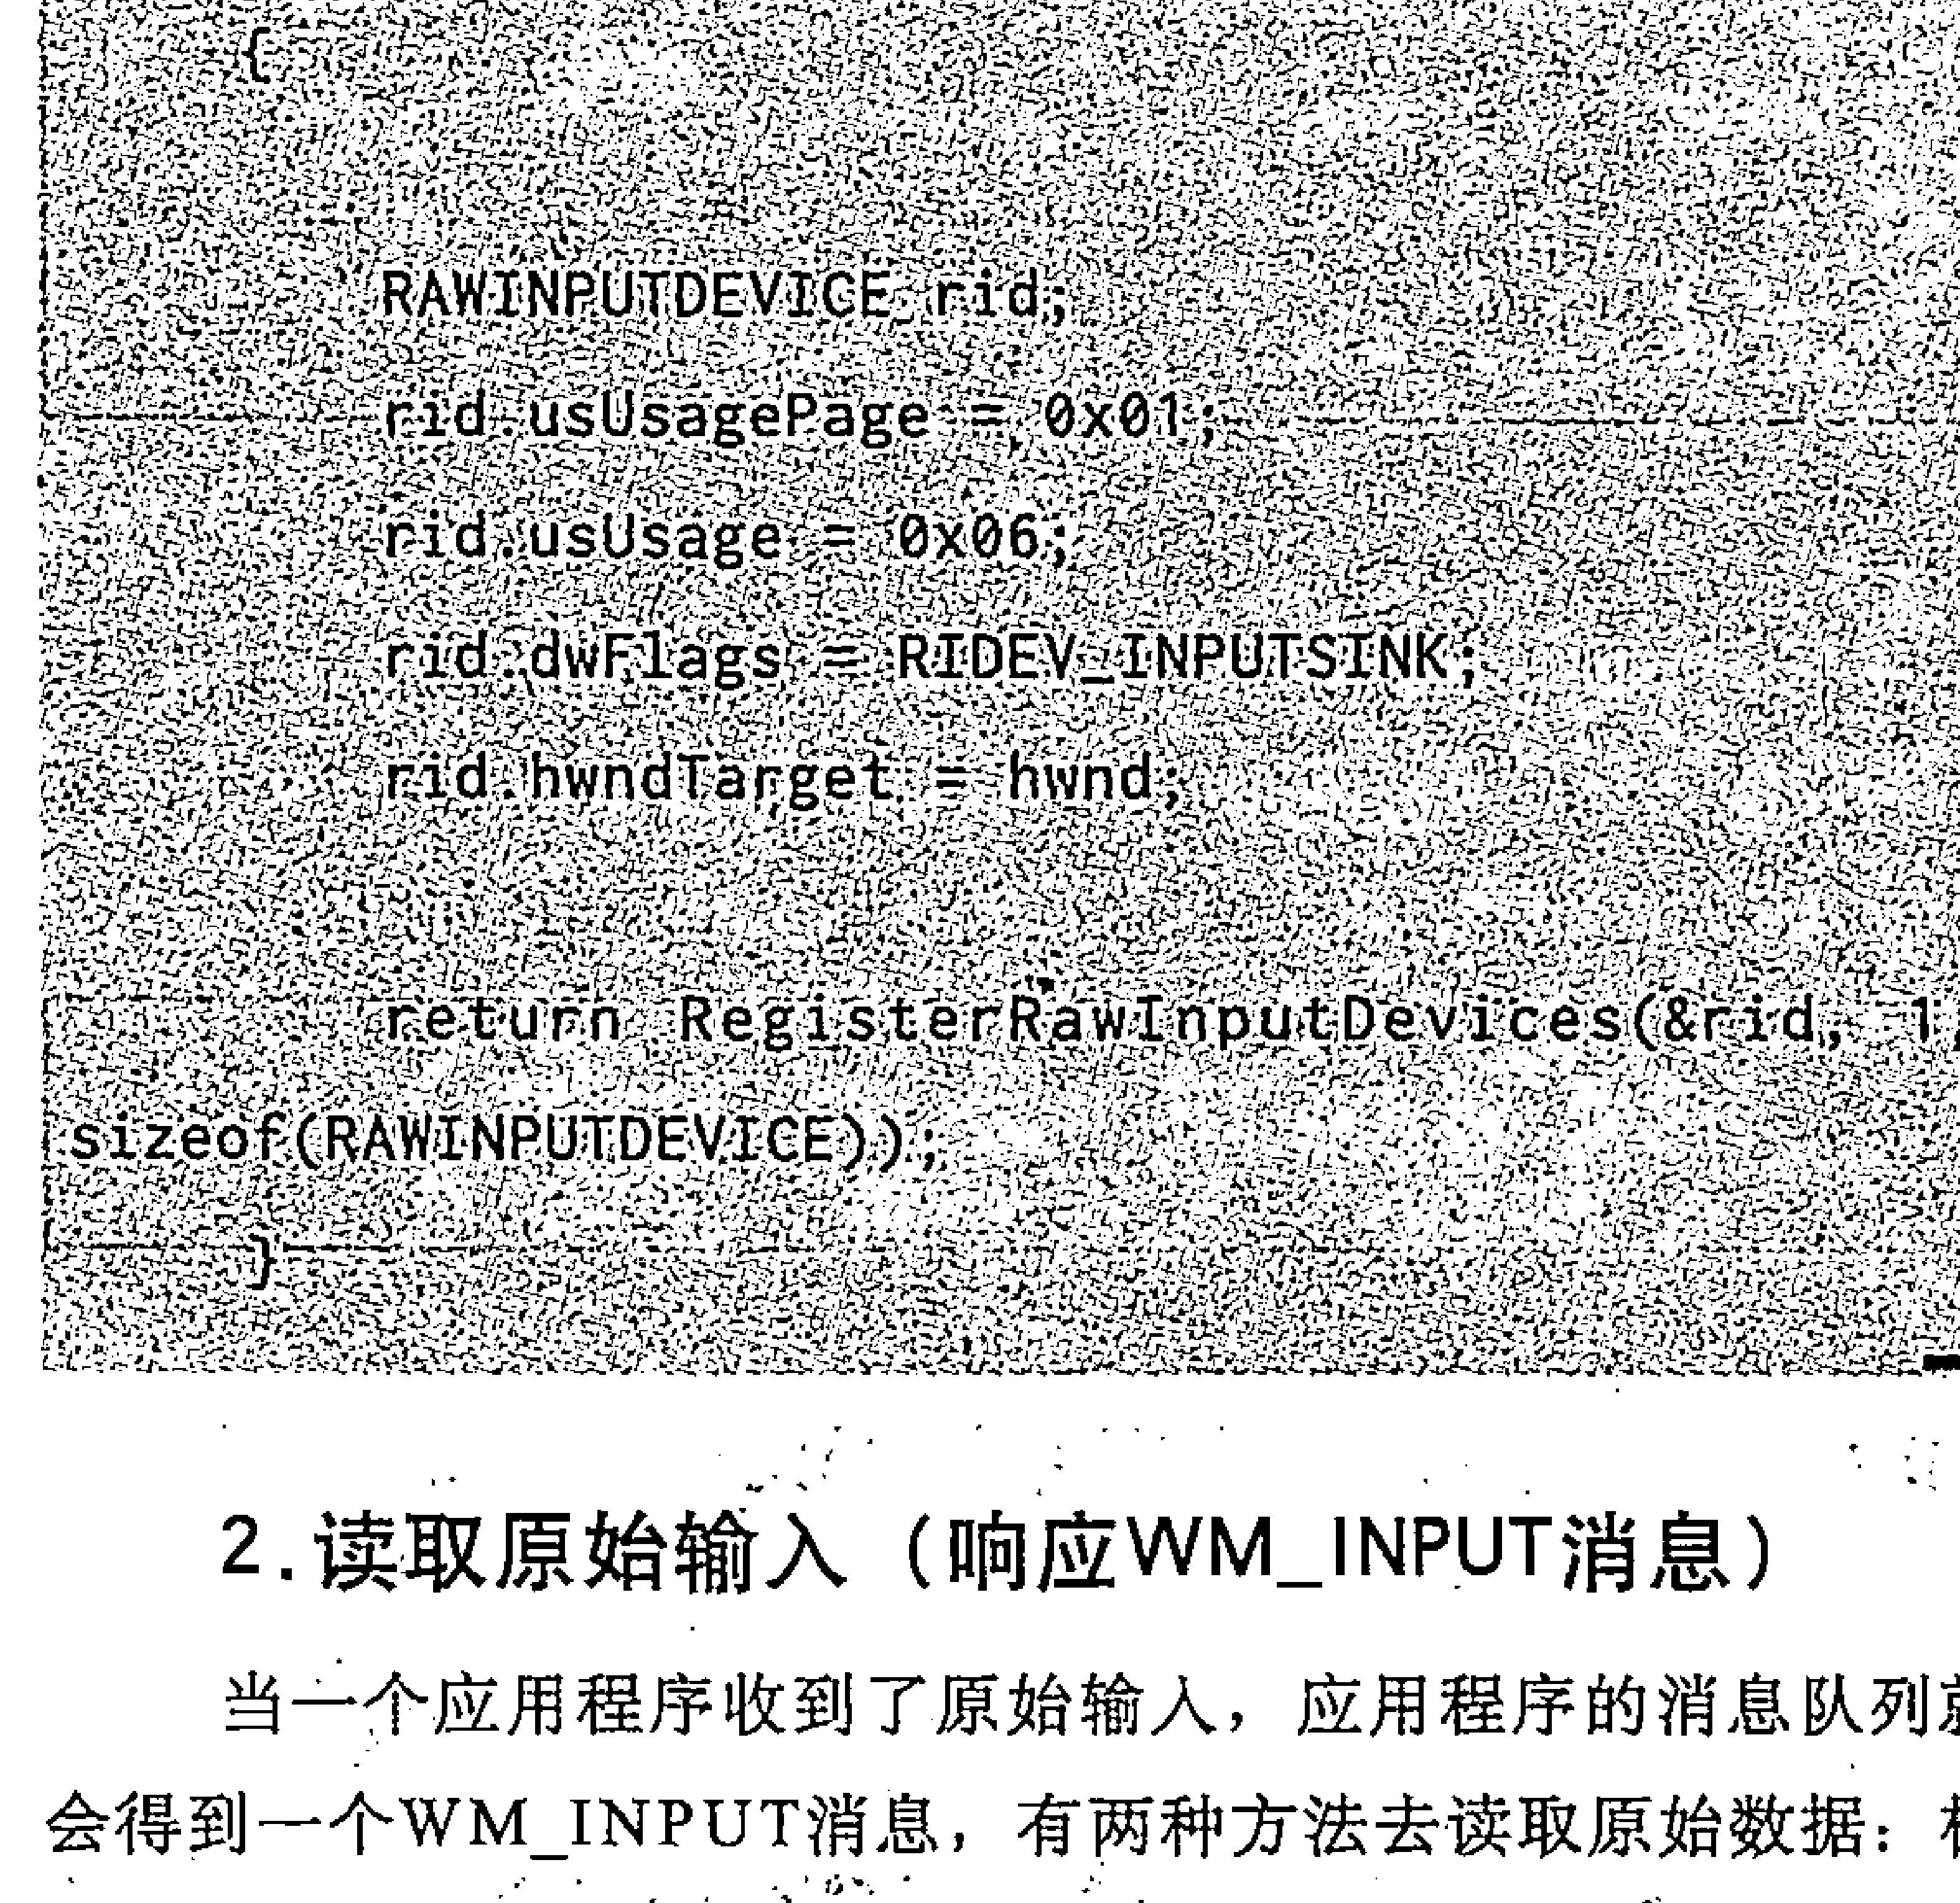 {
RAWINPUTDEVICE rid;
rid.usUsagePage = 0x01;
rid.usUsage = 0x06;
rid.dwFlags = RIDEV_INPUTSINK;
rid.hwndTarget = hwnd;
return RegisterRawInputDevices(&rid, 1,
sizeof(RAWINPUTDEVICE));
}
2.读取原始输入（响应WM_INPUT消息）
当一个应用程序收到了原始输入，应用程序的消息队列
会得到一个WM_INPUT消息，有两种方法去读取原始数据：